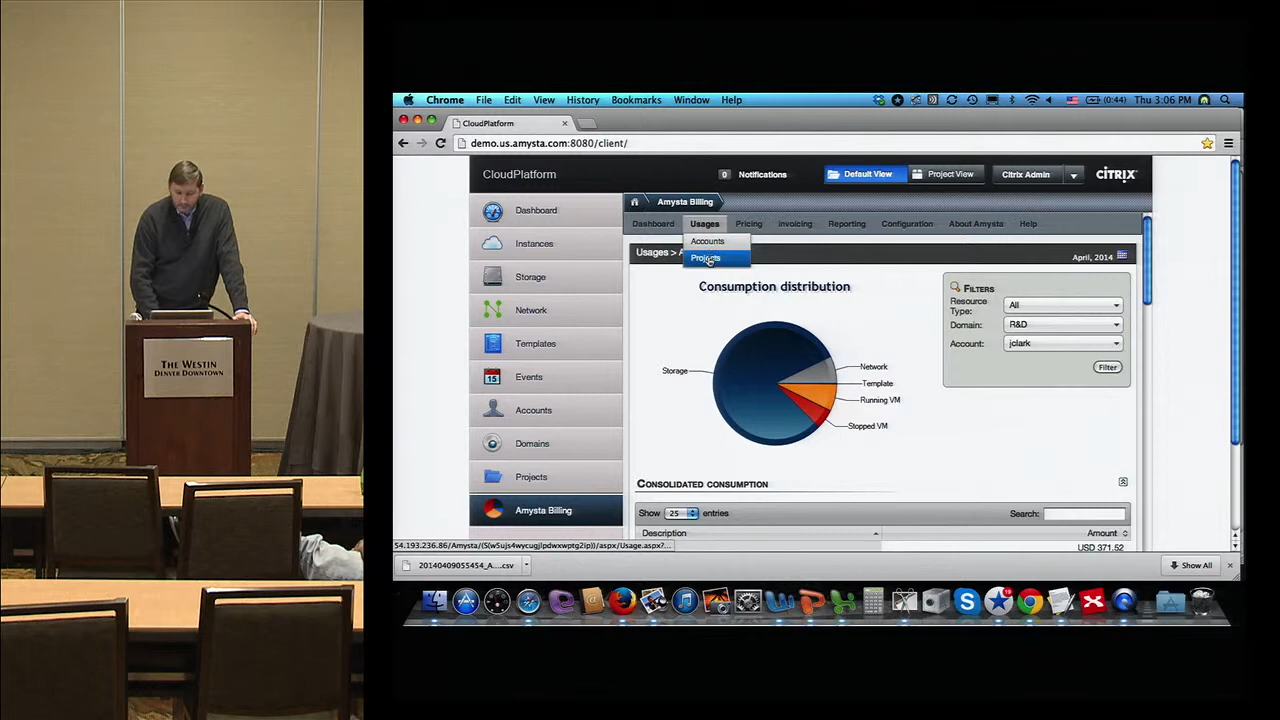 THE WESTIN
DENVER DOWNTOWN
Chrome File Edit View History Bookmarks Window Help
(0:44) Thu 3:06 PM
CloudPlatform
demo.us.amysta.com:8080/client/
CloudPlatform
0 Notifications
Default View
Project View
Citrix Admin
CITRIX
Dashboard
Instances
Storage
Network
Templates
Events
15
Accounts
Domains
Projects
Amysta Billing
Amysta Billing
Dashboard Usages Pricing Invoicing Reporting Configuration About Amysta Help
Accounts
Projects
Usages > A
April, 2014
Consumption distribution
Storage
Network
Template
Running VM
Stopped VM
FILTERS
Resource Type: All
Domain: R&D
Account: jclark
Filter
CONSOLIDATED CONSUMPTION
Show 25 entries
Search:
Description
Amount
USD 371.52
20140409055454_A....csv
Show All